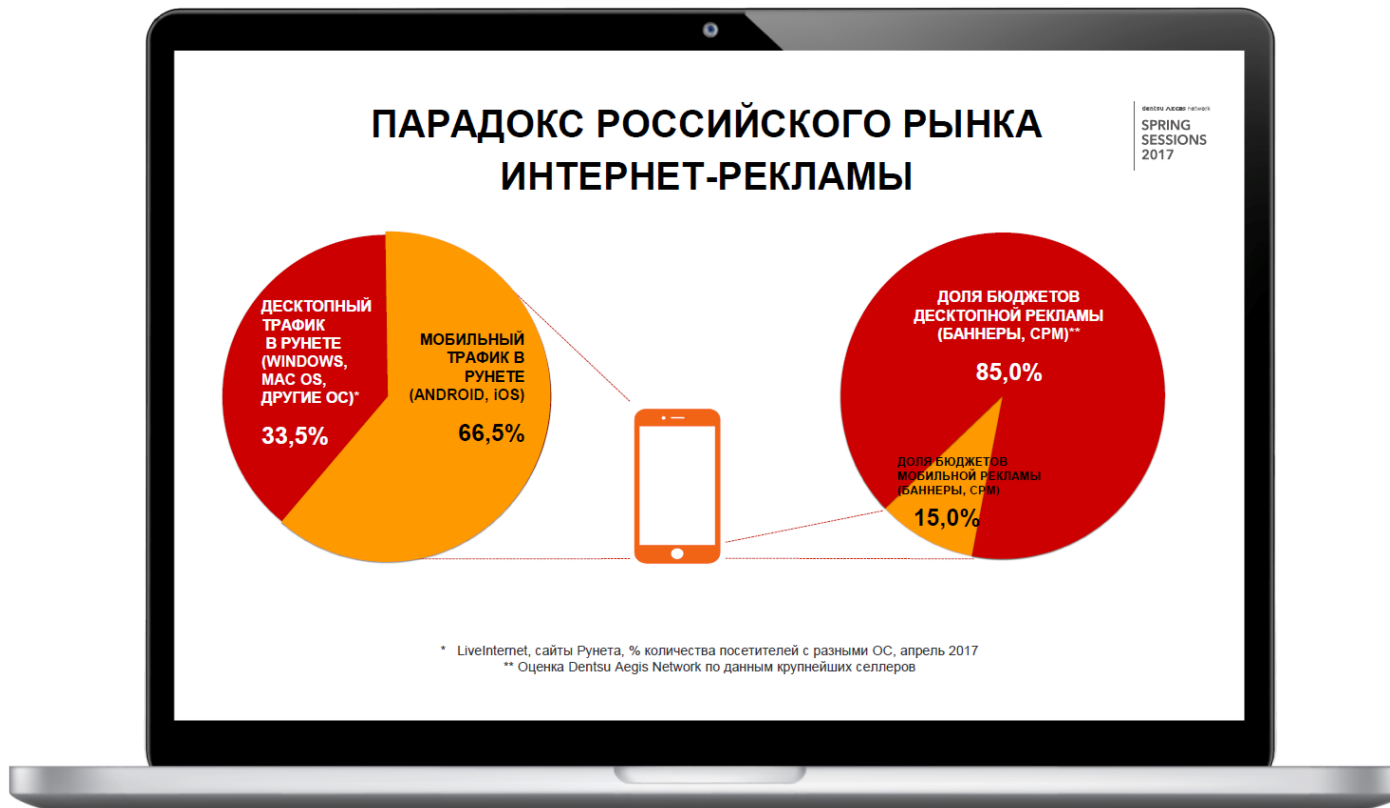 ПАРАДОКС РОССИЙСКОГО РЫНКА
ИНТЕРНЕТ-РЕКЛАМЫ
dentsu AEGIS network
SPRING
SESSIONS
2017
ДЕСКТОПНЫЙ
ТРАФИК
В РУНЕТЕ
(WINDOWS,
MAC OS,
ДРУГИЕ ОС)*
33,5%
МОБИЛЬНЫЙ
ТРАФИК В
РУНЕТЕ
(ANDROID, iOS)
66,5%
ДОЛЯ БЮДЖЕТОВ
ДЕСКТОПНОЙ РЕКЛАМЫ
(БАННЕРЫ, CPM)**
85,0%
ДОЛЯ БЮДЖЕТОВ
МОБИЛЬНОЙ РЕКЛАМЫ
(БАННЕРЫ, CPM)
15,0%
* LiveInternet, сайты Рунета, % количества посетителей с разными ОС, апрель 2017
** Оценка Dentsu Aegis Network по данным крупнейших селлеров